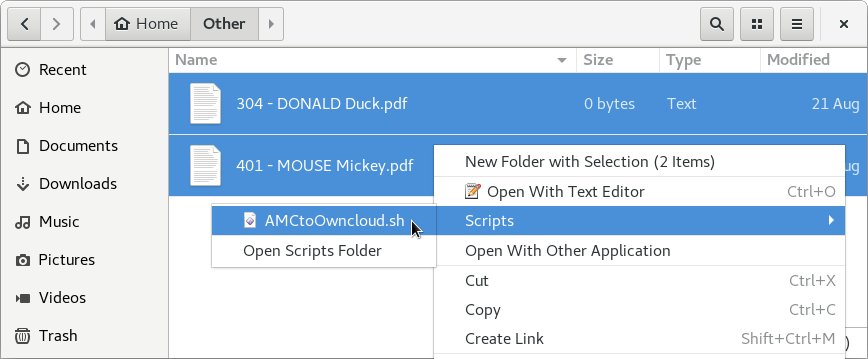 Home Other
Name Size Type Modified
Recent
304 - DONALD Duck.pdf 0 bytes Text 21 Aug
Home
Documents
401 - MOUSE Mickey.pdf
New Folder with Selection (2 Items)
Downloads
Open With Text Editor Ctrl+O
Music
AMCtoOwncloud.sh
Scripts
Open Scripts Folder
Open With Other Application
Pictures
Cut Ctrl+X
Videos
Copy Ctrl+C
Trash
Create Link Shift+Ctrl+M